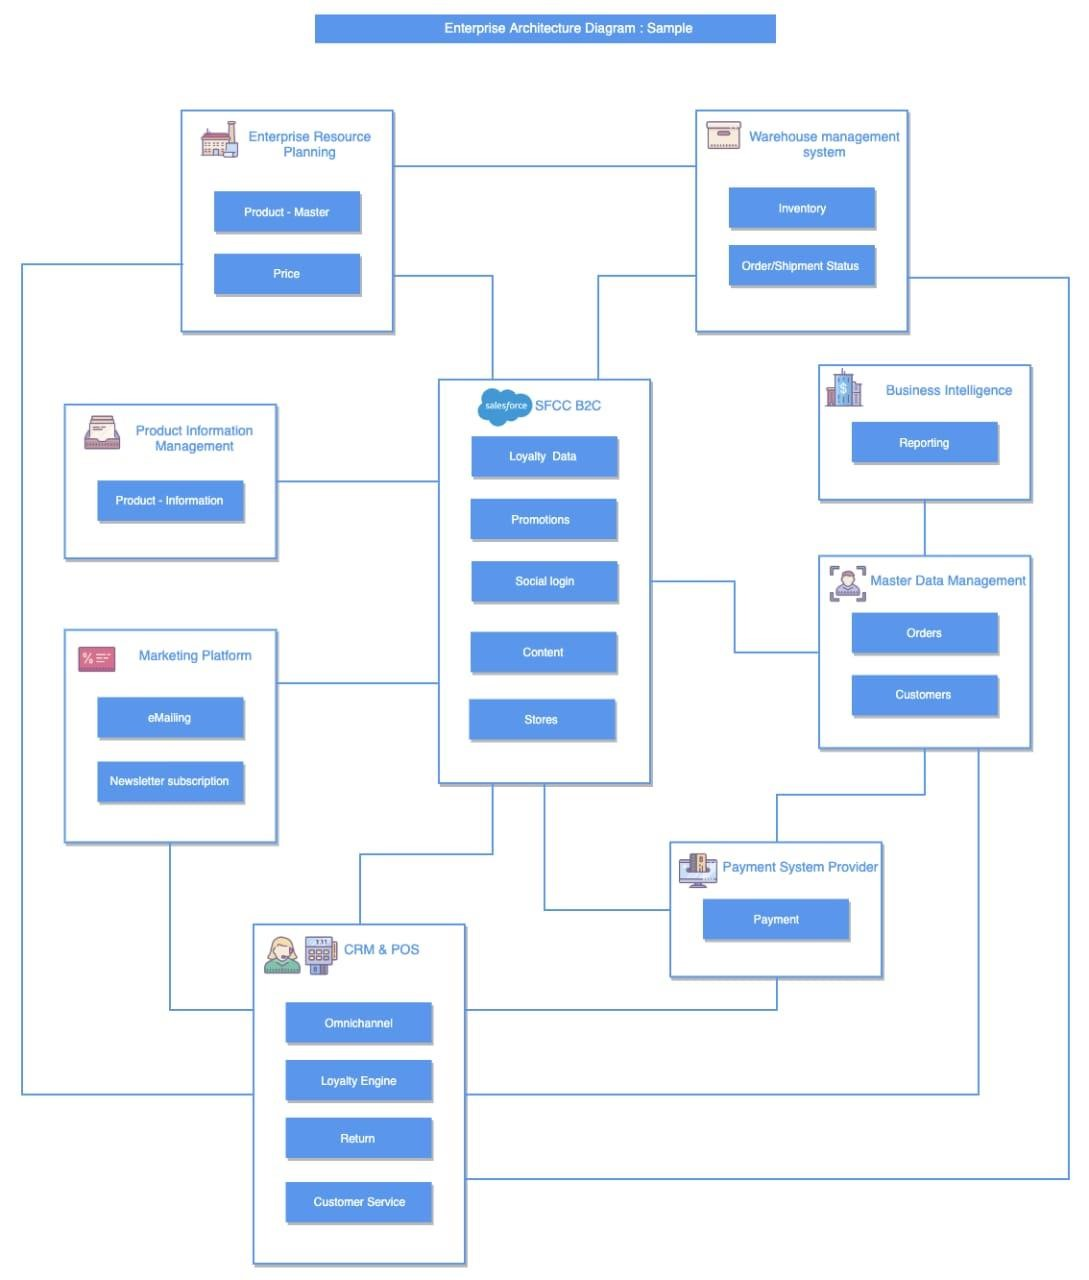 Enterprise Architecture Diagram : Sample
Enterprise Resource
Planning
Product - Master
Price
Warehouse management
system
Inventory
Order/Shipment Status
salesforce
SFCC B2C
Loyalty Data
Promotions
Social login
Content
Stores
Business Intelligence
Reporting
Product Information
Management
Product - Information
Master Data Management
Orders
Customers
Marketing Platform
eMailing
Newsletter subscription
Payment System Provider
Payment
CRM & POS
Omnichannel
Loyalty Engine
Return
Customer Service